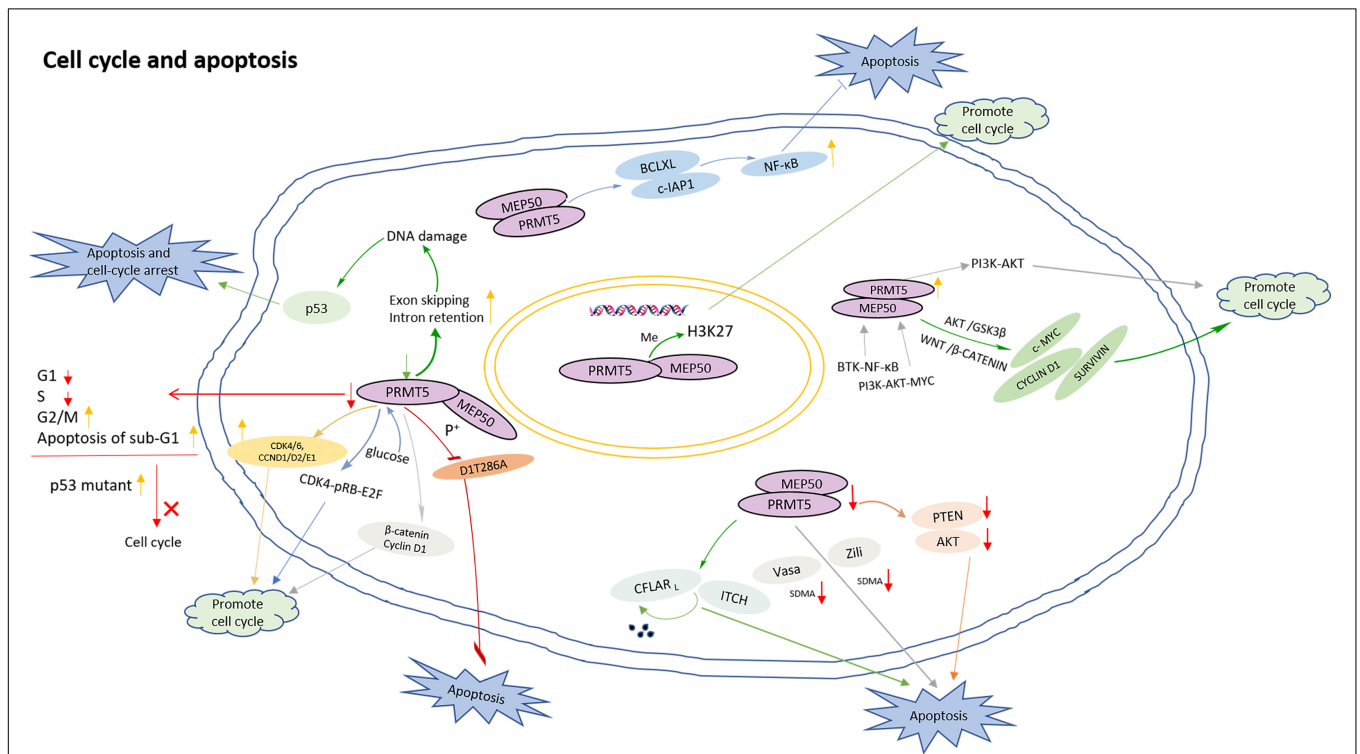 Cell cycle and apoptosis
Apoptosis
Promote
cell cycle
BCLXL
c-IAP1
NF-κB
MEP50
PRMT5
DNA damage
Apoptosis and
cell-cycle arrest
p53
Exon skipping
Intron retention
PI3K-AKT
PRMT5
MEP50
Promote
cell cycle
AKT /GSK3β
WNT /β-CATENIN
c- MYC
CYCLIN D1
SURVIVIN
BTK-NF-κB
PI3K-AKT-MYC
Me
H3K27
PRMT5
MEP50
G1
S
G2/M
Apoptosis of sub-G1
p53 mutant
Cell cycle
PRMT5
MEP50
P+
CDK4/6,
CCND1/D2/E1
glucose
D1T286A
CDK4-pRB-E2F
β-catenin
Cyclin D1
Promote
cell cycle
Apoptosis
MEP50
PRMT5
PTEN
AKT
Zili
SDMA
Vasa
SDMA
CFLAR L
ITCH
Apoptosis